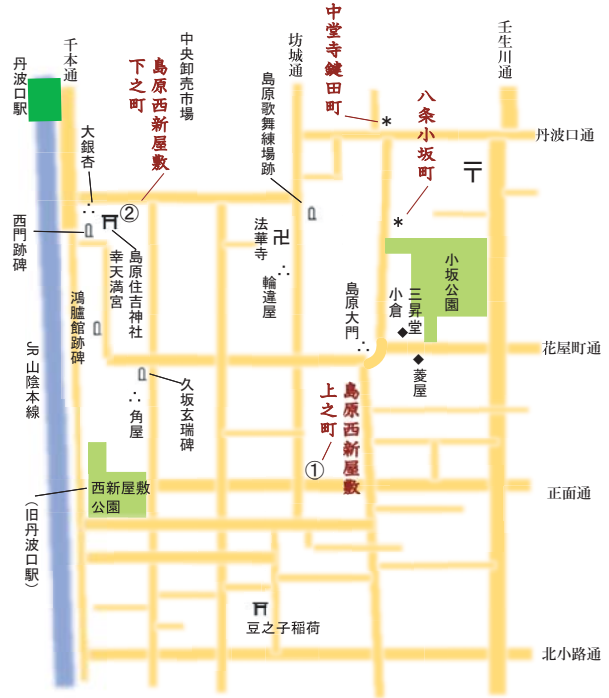 千本通
丹波口駅
中央卸売市場
島原西新屋敷
下之町
坊城通
島原歌舞練場跡
中堂寺鍵田町
八条小坂町
壬生川通
丹波口通
*
〒
大銀杏
∴
②
西門跡碑
島原住吉神社
幸天満宮
法華寺
卍
∴
輪違屋
*
小坂公園
鴻臚館跡碑
島原大門
∴
小倉
三昇堂
◆
花屋町通
◆
菱屋
JR山陰本線
久坂玄瑞碑
∴
角屋
島原西新屋敷
上之町
①
西新屋敷
公園
正面通
（旧丹波口駅）
豆之子稲荷
北小路通